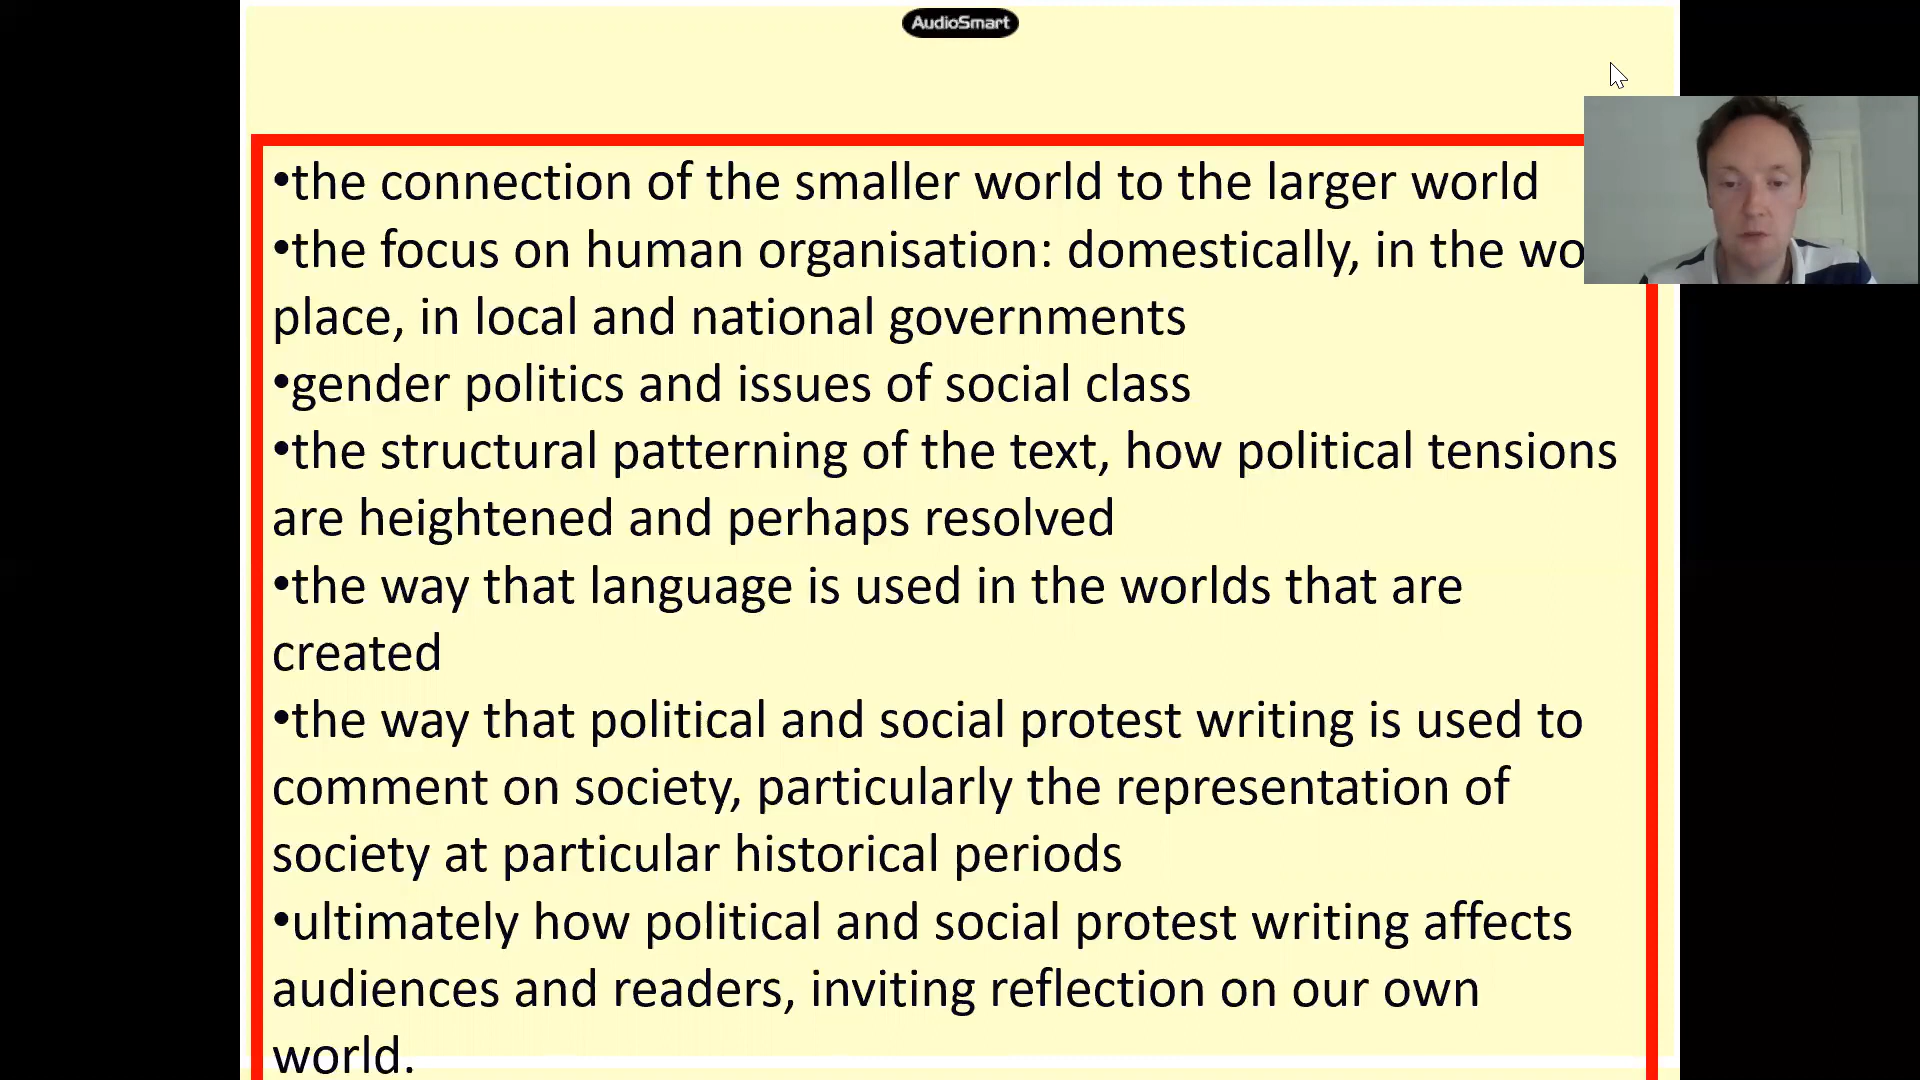 AudioSmart
•the connection of the smaller world to the larger world
•the focus on human organisation: domestically, in the
place, in local and national governments
•gender politics and issues of social class
•the structural patterning of the text, how political tensions
are heightened and perhaps resolved
•the way that language is used in the worlds that are
created
•the way that political and social protest writing is used to
comment on society, particularly the representation of
society at particular historical periods
•ultimately how political and social protest writing affects
audiences and readers, inviting reflection on our own
world.